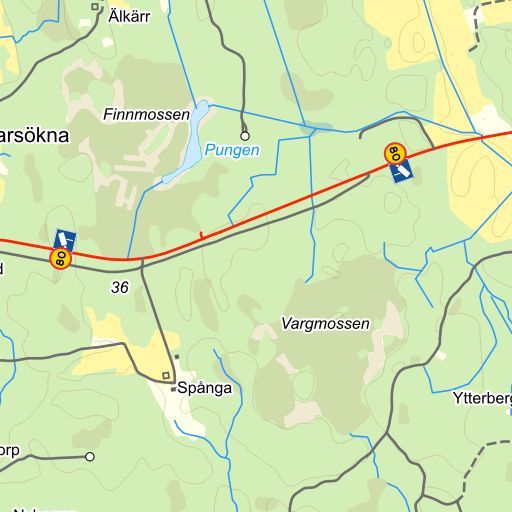 Älkärr
Finnmossen
arsökna
Pungen
80
80
d
36
Vargmossen
Spånga
Ytterberg
orp